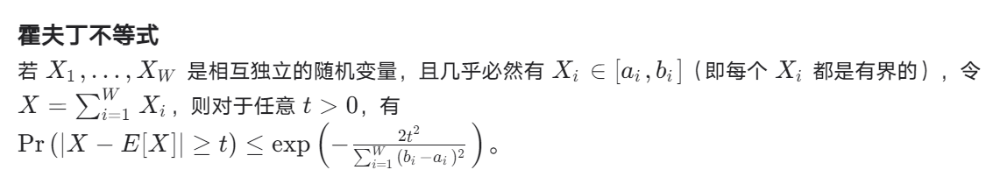 霍夫丁不等式
若 $X_1, \ldots, X_W$ 是相互独立的随机变量，且几乎必然有 $X_i \in [a_i, b_i]$（即每个 $X_i$ 都是有界的），令
$X = \sum_{i=1}^{W} X_i$，则对于任意 $t > 0$，有
$\Pr\left(|X - E[X]| \geq t\right) \leq \exp\left(-\frac{2t^2}{\sum_{i=1}^{W}(b_i - a_i)^2}\right)$。